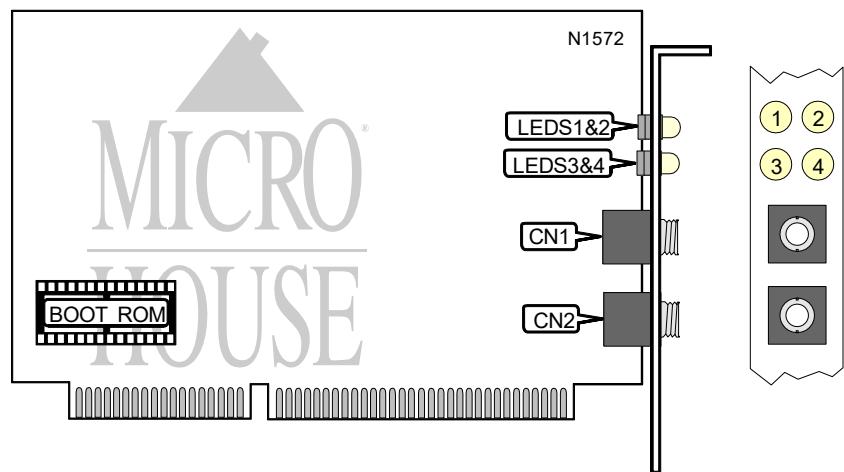 N1572
MICRO®
HOUSE
LEDS1&2
LEDS3&4
CN1
CN2
BOOT ROM
1 2
3 4